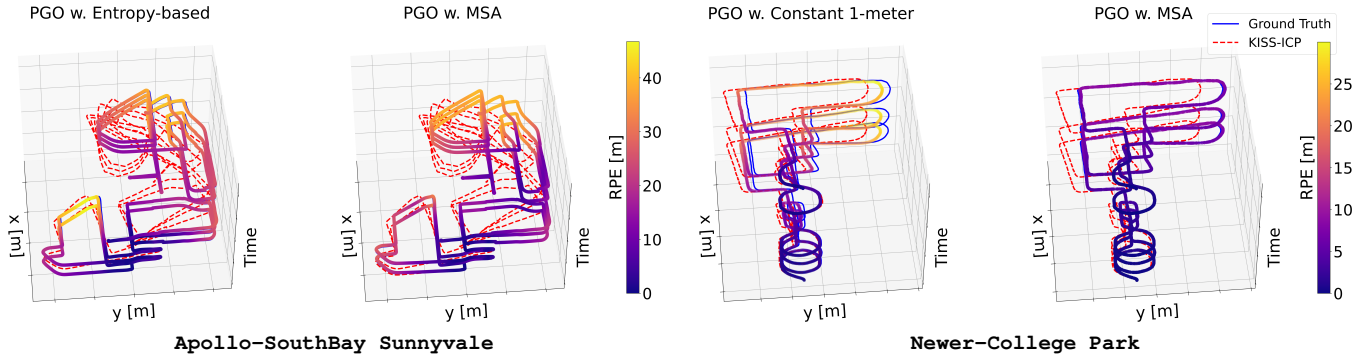 PGO w. Entropy-based
PGO w. MSA
PGO w. Constant 1-meter
PGO w. MSA
Ground Truth
KISS-ICP
x [m]
y [m]
Time
x [m]
y [m]
Time
RPE [m]
40
30
20
10
0
x [m]
y [m]
Time
x [m]
y [m]
Time
RPE [m]
25
20
15
10
5
0
Apollo-SouthBay Sunnyvale
Newer-College Park